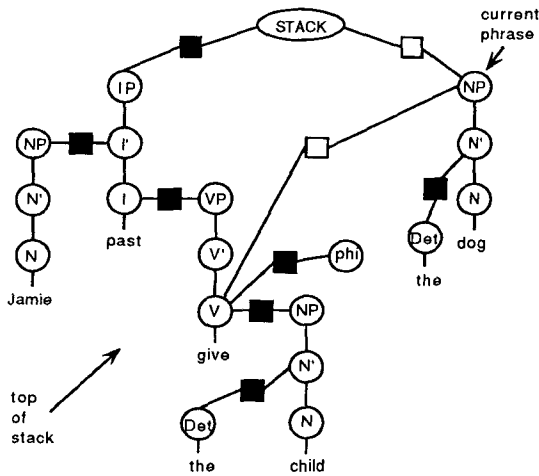 STACK
current
phrase
IP
NP
NP
I'
N'
N'
I
VP
N
past
V'
phi
Det
dog
N
the
Jamie
V
NP
give
N'
top
of
stack
Det
N
the
child